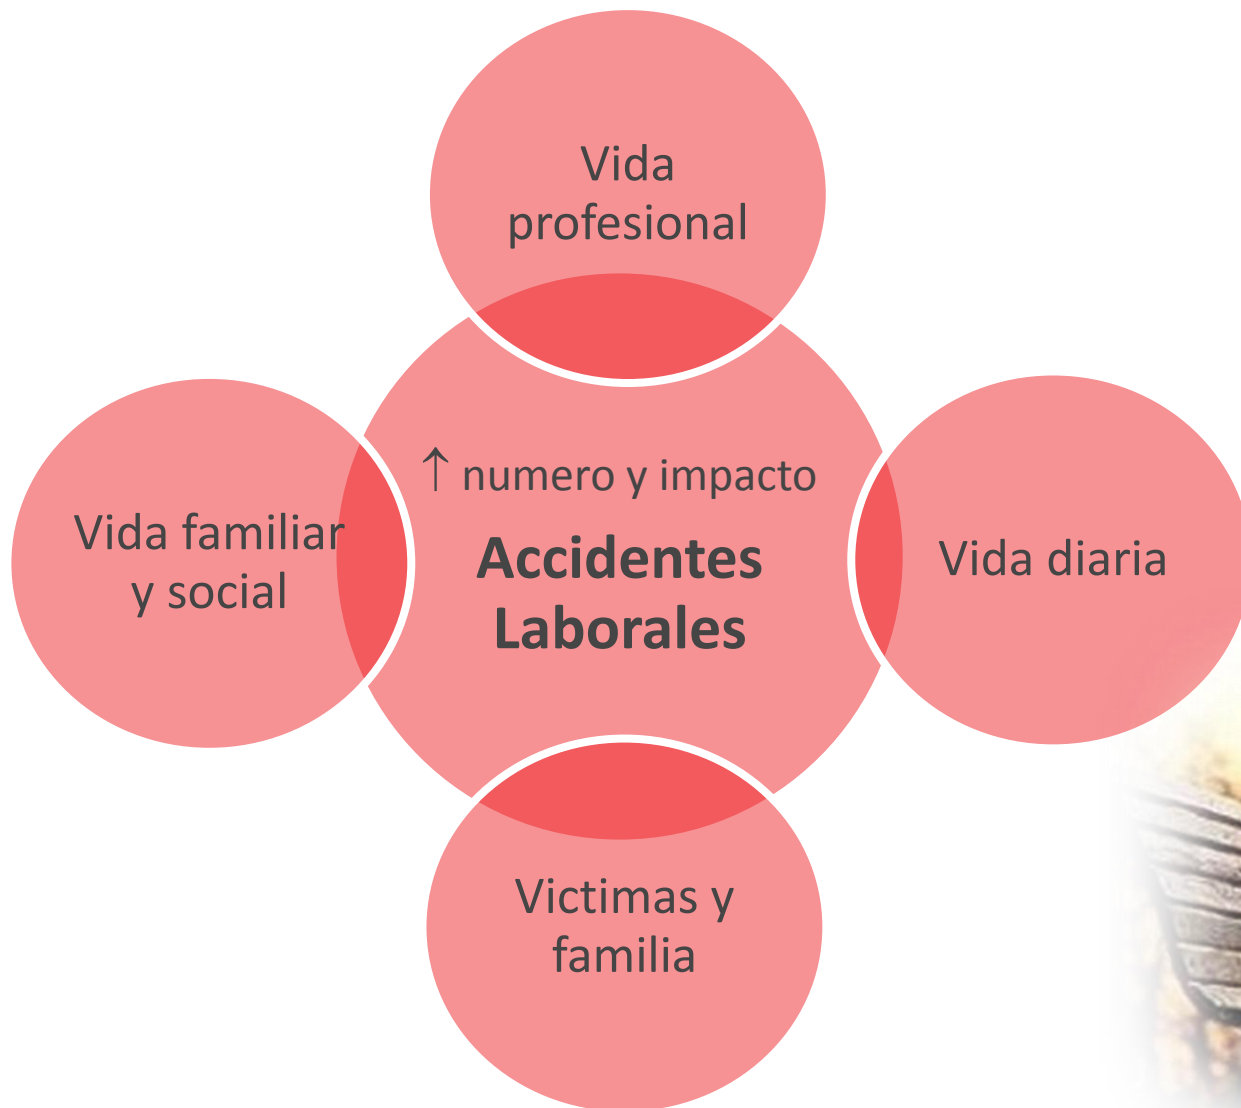 Vida
profesional
↑ numero y impacto
Accidentes
Laborales
Vida familiar
y social
Vida diaria
Victimas y
familia